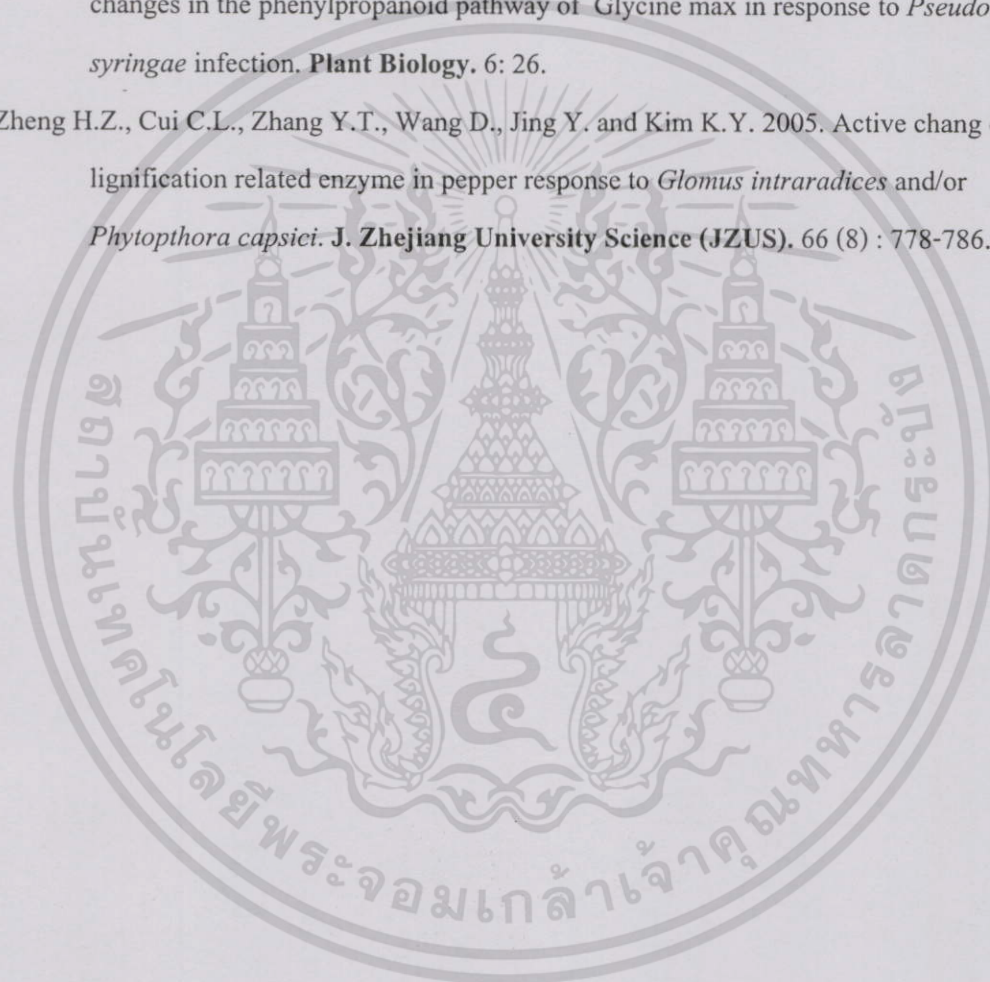 changes in the phenylpropanoid pathway of Glycine max in response to Pseudo
syringae infection. Plant Biology. 6: 26.
Zheng H.Z., Cui C.L., Zhang Y.T., Wang D., Jing Y. and Kim K.Y. 2005. Active chang
lignification related enzyme in pepper response to Glomus intraradices and/or
Phytopthora capsici. J. Zhejiang University Science (JZUS). 66 (8) : 778-786.
สถาบันเทคโนโลยีพระจอมเกล้าเจ้าคุณทหารลาดกระบัง
๔